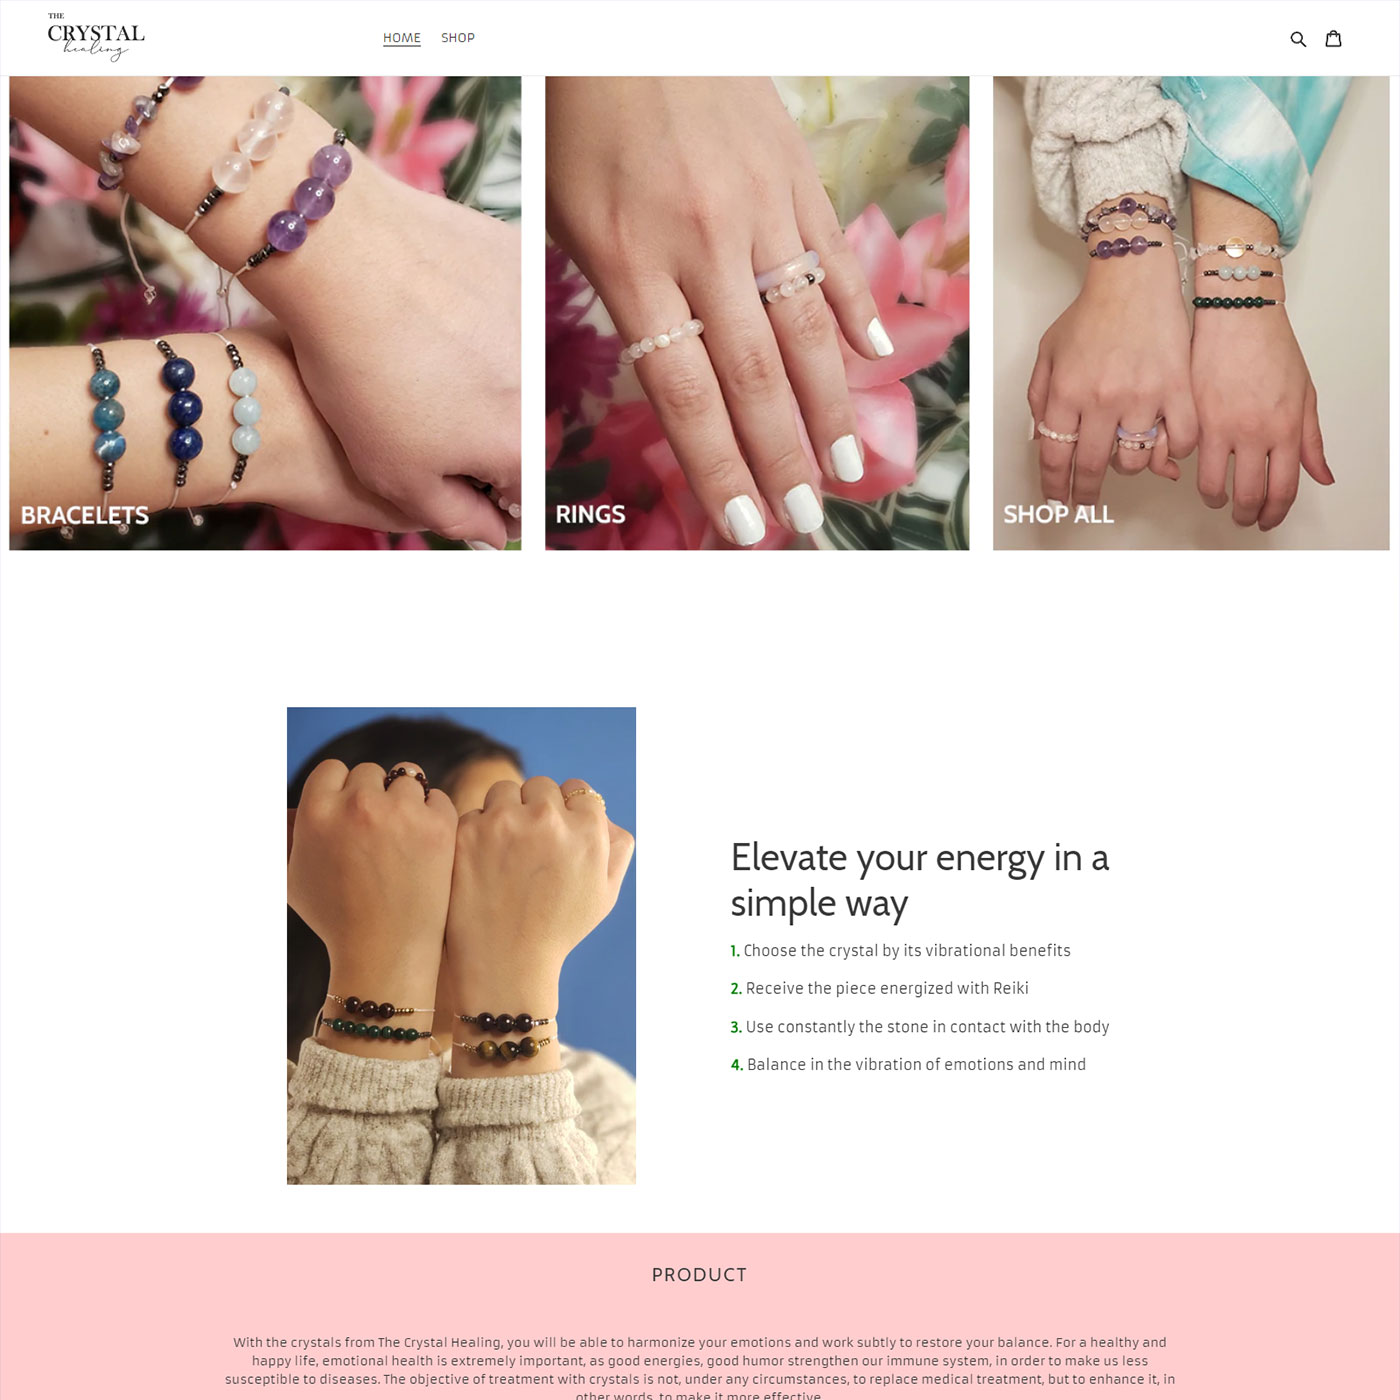 THE
CRYSTAL
healing
HOME SHOP
BRACELETS
RINGS
SHOP ALL
Elevate your energy in a
simple way
1. Choose the crystal by its vibrational benefits
2. Receive the piece energized with Reiki
3. Use constantly the stone in contact with the body
4. Balance in the vibration of emotions and mind
PRODUCT
With the crystals from The Crystal Healing, you will be able to harmonize your emotions and work subtly to restore your balance. For a healthy and
happy life, emotional health is extremely important, as good energies, good humor strengthen our immune system, in order to make us less
susceptible to diseases. The objective of treatment with crystals is not, under any circumstances, to replace medical treatment, but to enhance it, in
other words, to make it more effective.